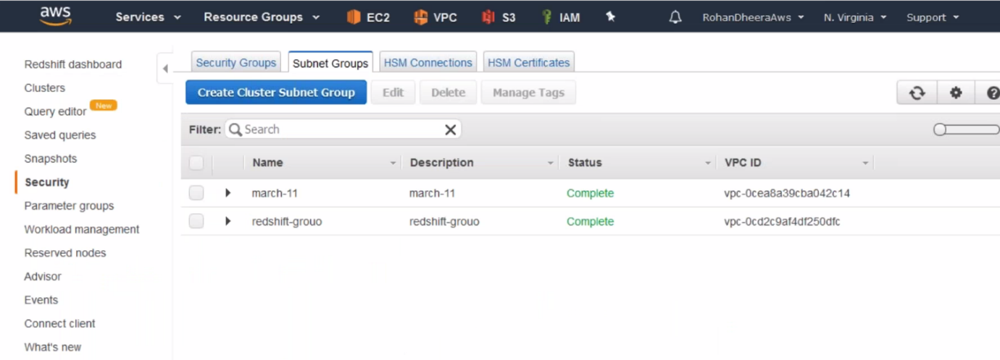 aws Services Resource Groups EC2 VPC S3 IAM RohanDheeraAws N. Virginia Support
Redshift dashboard
Clusters
Query editor New
Saved queries
Snapshots
Security
Parameter groups
Workload management
Reserved nodes
Advisor
Events
Connect client
What's new
Security Groups Subnet Groups HSM Connections HSM Certificates
Create Cluster Subnet Group Edit Delete Manage Tags
Filter: Search
Name Description Status VPC ID
march-11 march-11 Complete vpc-0cea8a39cba042c14
redshift-grouo redshift-grouo Complete vpc-0cd2c9af4df250dfc